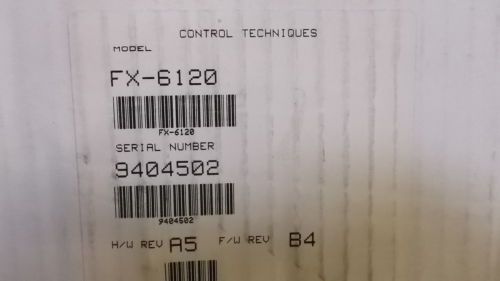 CONTROL TECHNIQUES
MODEL
FX-6120
FX-6120
SERIAL NUMBER
9404502
9404502
H/W REV A5 F/W REV B4